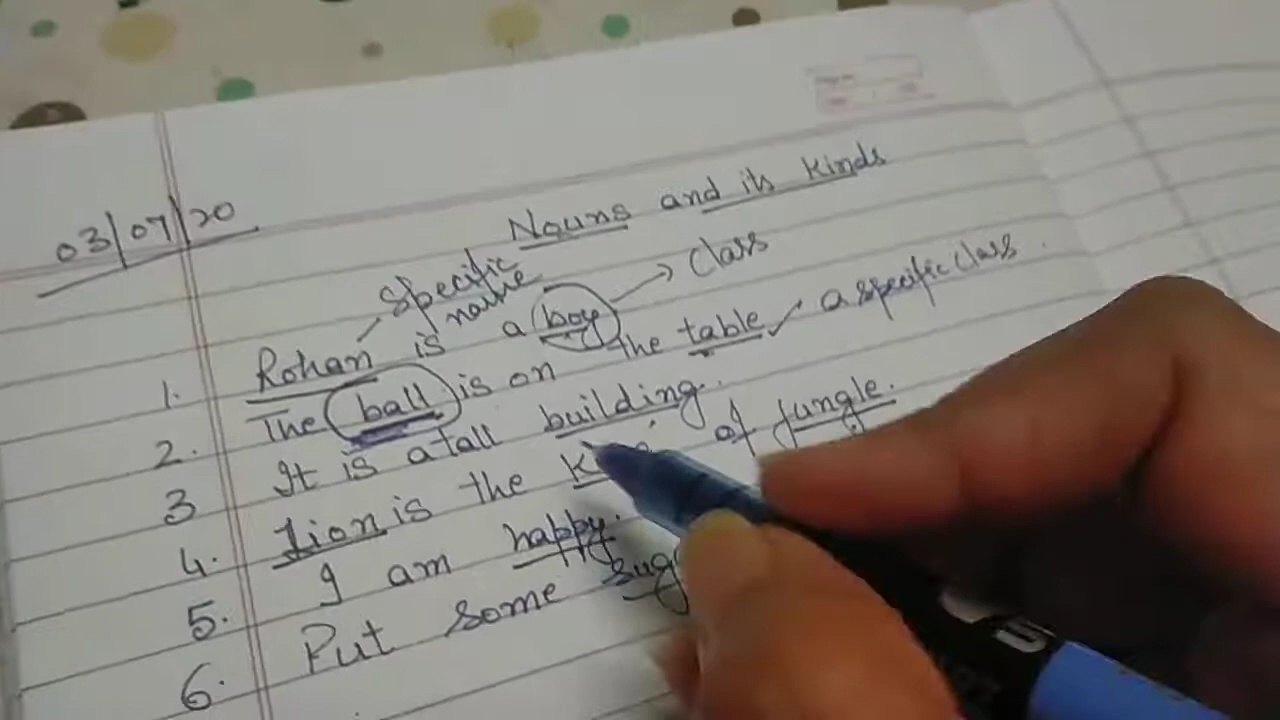 03/07/20
Nouns and its Kinds
Specific name
Class
1. Rohan is a boy
2. The ball is on the table a specific class
3 It is a tall building.
4. Lion is the of Jungle.
5. I am happy.
6. Put some